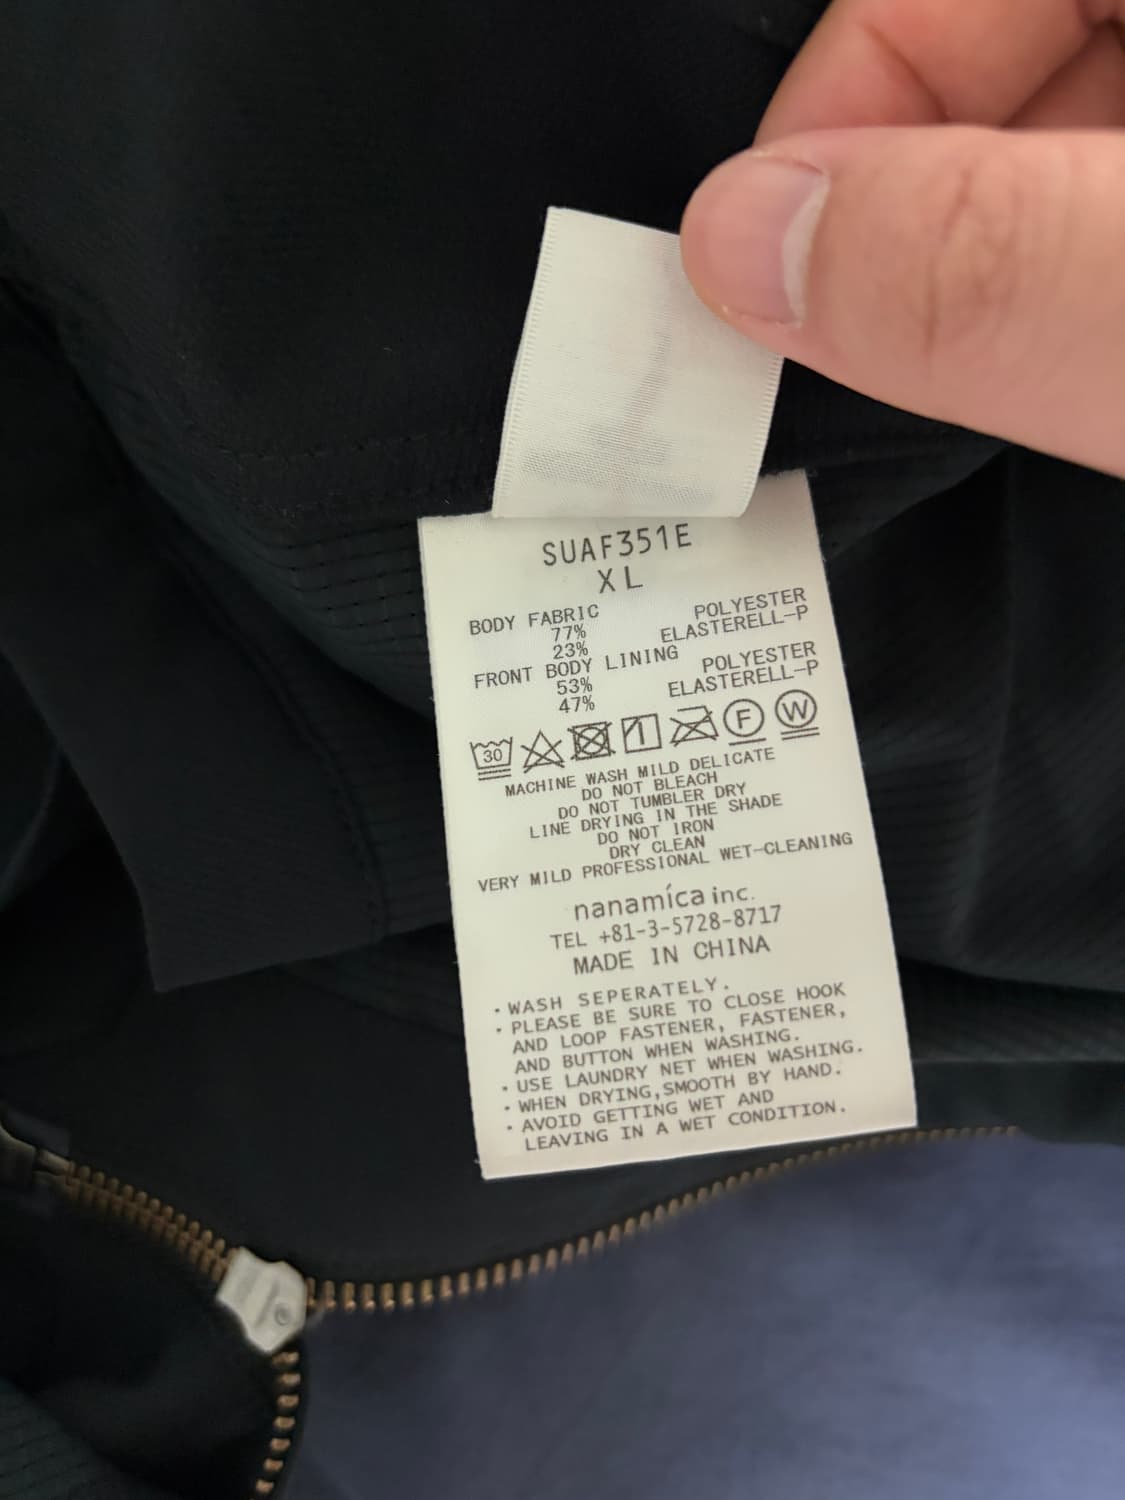 SUAF351E
XL
BODY FABRIC
77% POLYESTER
23% ELASTERELL-P
FRONT BODY LINING
53% POLYESTER
47% ELASTERELL-P
30 F W
MACHINE WASH MILD DELICATE
DO NOT BLEACH
DO NOT TUMBLER DRY
LINE DRYING IN THE SHADE
DO NOT IRON
DRY CLEAN
VERY MILD PROFESSIONAL WET-CLEANING
nanamíca inc.
TEL +81-3-5728-8717
MADE IN CHINA
・WASH SEPERATELY.
・PLEASE BE SURE TO CLOSE HOOK
AND LOOP FASTENER, FASTENER,
AND BUTTON WHEN WASHING.
・USE LAUNDRY NET WHEN WASHING.
・WHEN DRYING,SMOOTH BY HAND.
・AVOID GETTING WET AND
LEAVING IN A WET CONDITION.